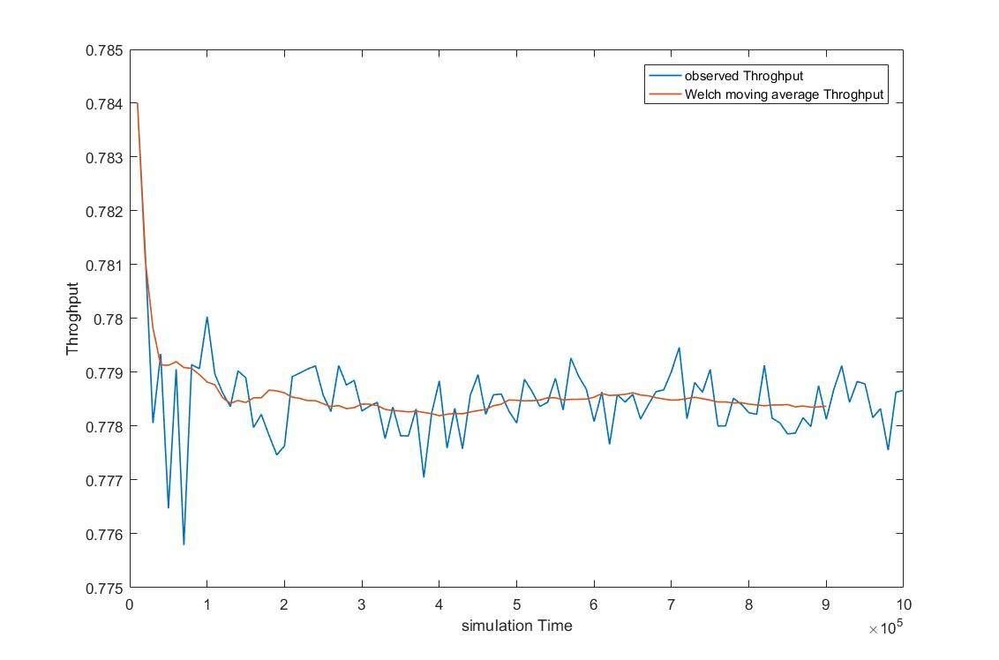 0.785
0.784
0.783
0.782
0.781
0.78
0.779
0.778
0.777
0.776
0.775
Throghput
observed Throghput
Welch moving average Throghput
0 1 2 3 4 5 6 7 8 9 10
simulation Time
×10⁵